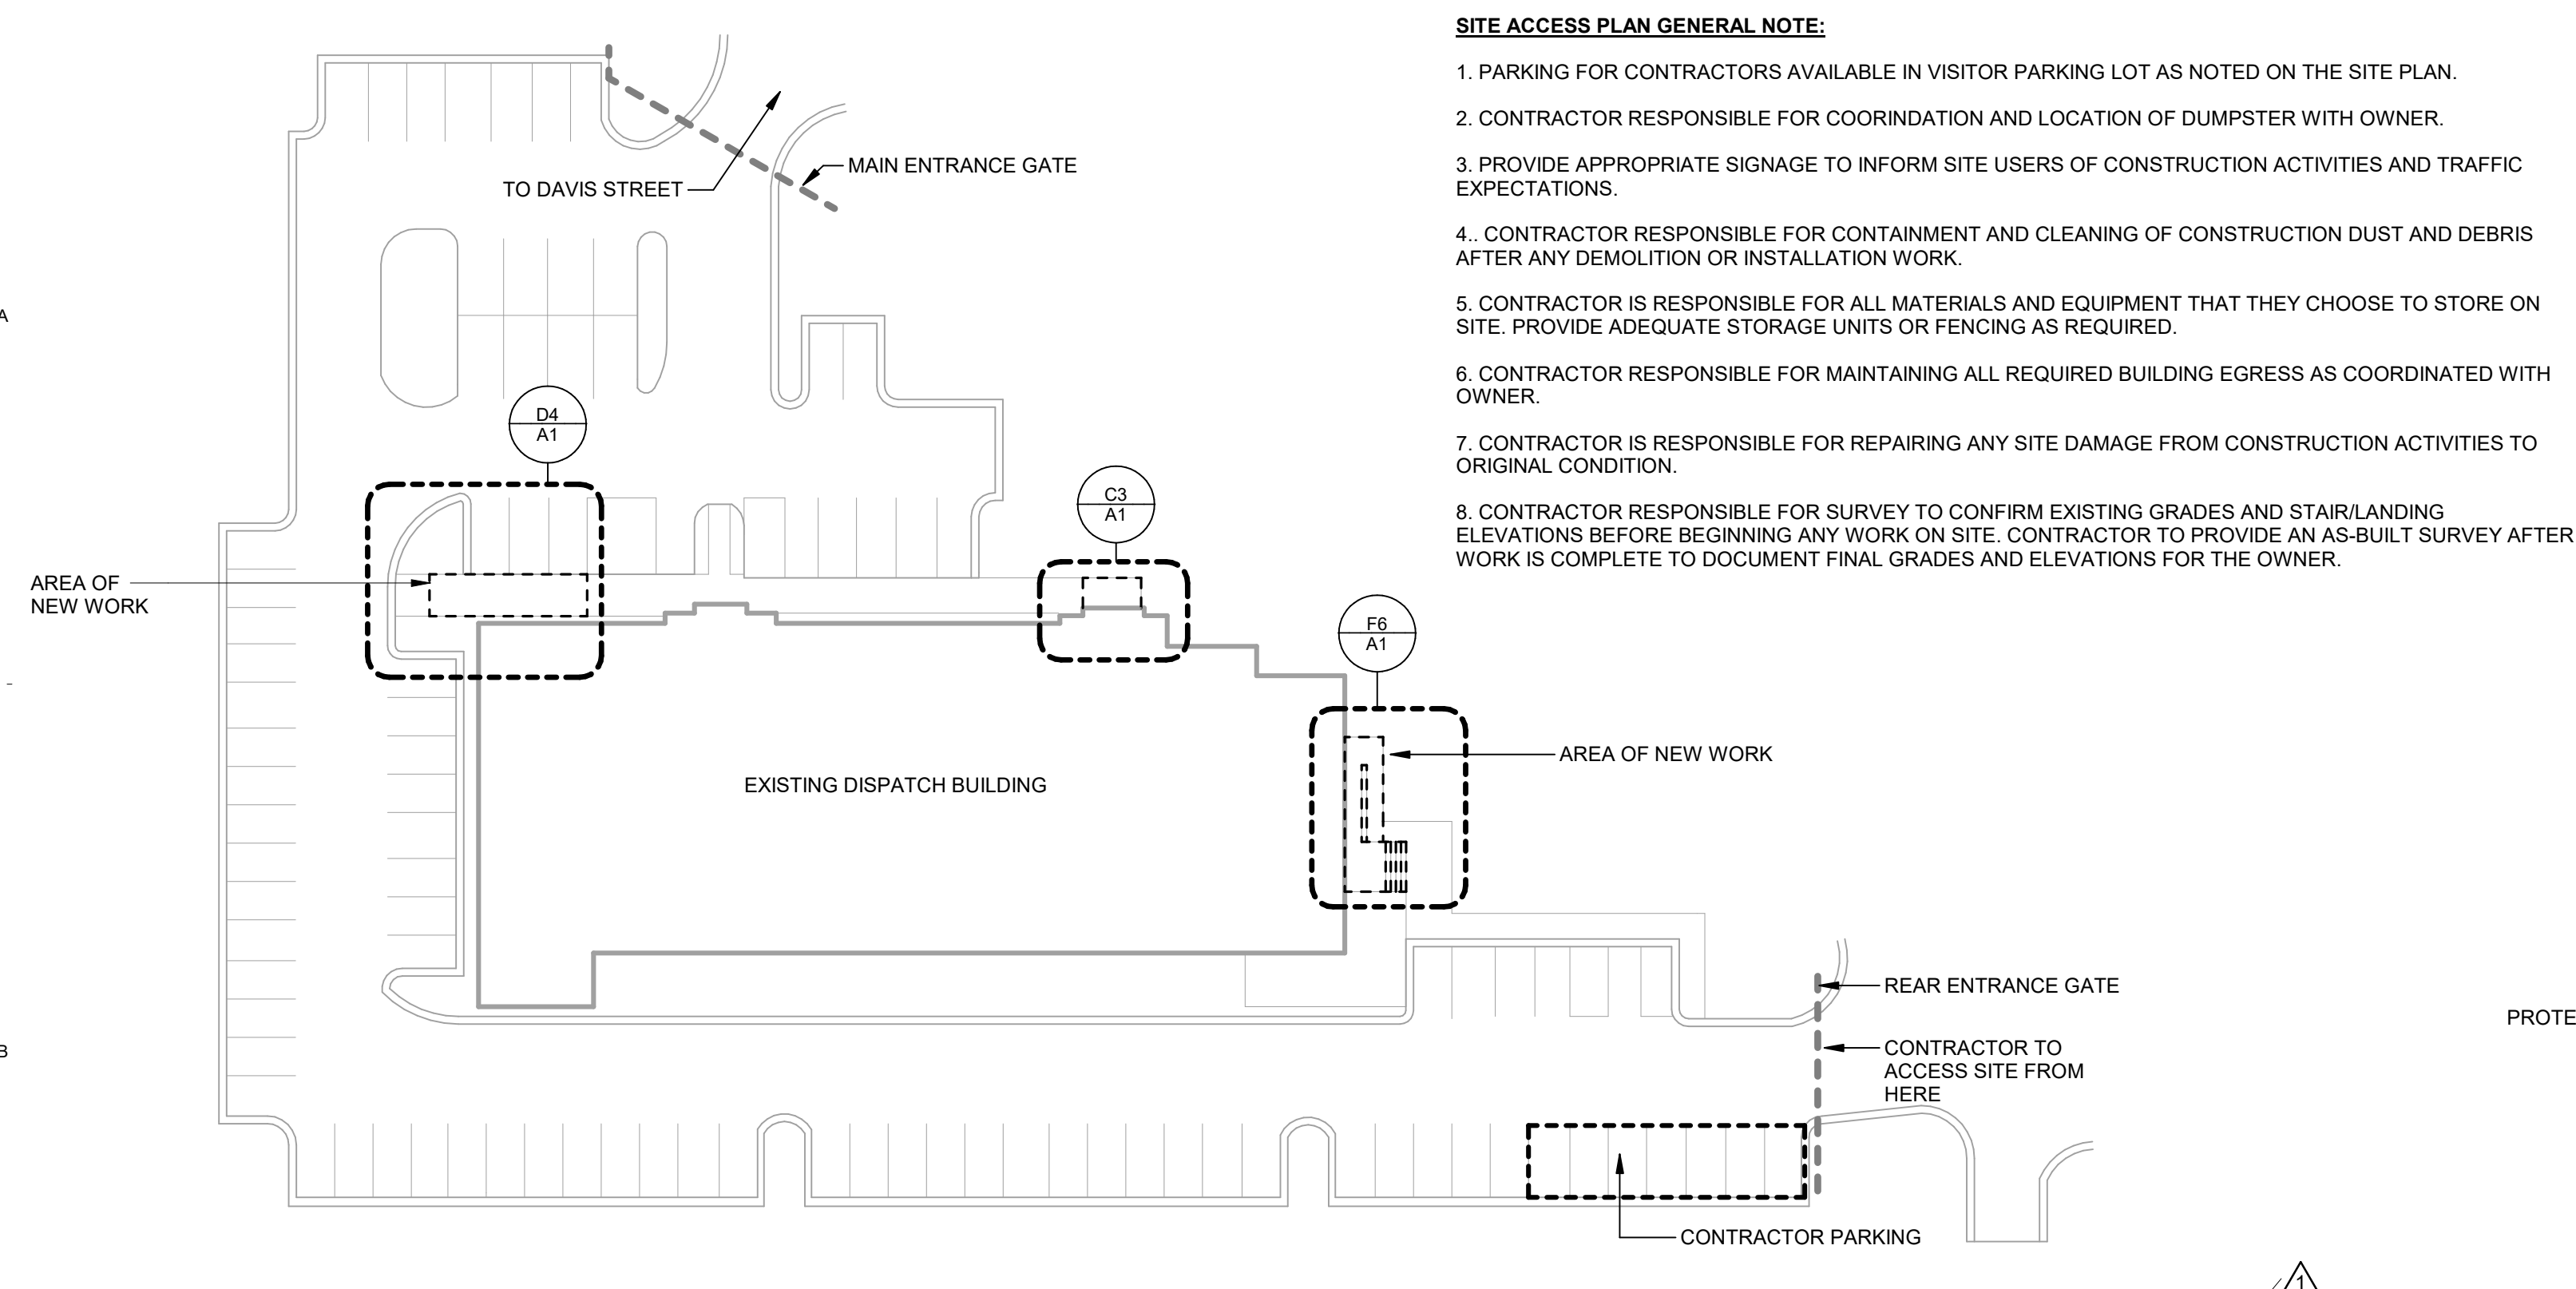 SITE ACCESS PLAN GENERAL NOTE:
1. PARKING FOR CONTRACTORS AVAILABLE IN VISITOR PARKING LOT AS NOTED ON THE SITE PLAN.
2. CONTRACTOR RESPONSIBLE FOR COORINDATION AND LOCATION OF DUMPSTER WITH OWNER.
3. PROVIDE APPROPRIATE SIGNAGE TO INFORM SITE USERS OF CONSTRUCTION ACTIVITIES AND TRAFFIC
EXPECTATIONS.
4.. CONTRACTOR RESPONSIBLE FOR CONTAINMENT AND CLEANING OF CONSTRUCTION DUST AND DEBRIS
AFTER ANY DEMOLITION OR INSTALLATION WORK.
5. CONTRACTOR IS RESPONSIBLE FOR ALL MATERIALS AND EQUIPMENT THAT THEY CHOOSE TO STORE ON
SITE. PROVIDE ADEQUATE STORAGE UNITS OR FENCING AS REQUIRED.
6. CONTRACTOR RESPONSIBLE FOR MAINTAINING ALL REQUIRED BUILDING EGRESS AS COORDINATED WITH
OWNER.
7. CONTRACTOR IS RESPONSIBLE FOR REPAIRING ANY SITE DAMAGE FROM CONSTRUCTION ACTIVITIES TO
ORIGINAL CONDITION.
8. CONTRACTOR RESPONSIBLE FOR SURVEY TO CONFIRM EXISTING GRADES AND STAIR/LANDING
ELEVATIONS BEFORE BEGINNING ANY WORK ON SITE. CONTRACTOR TO PROVIDE AN AS-BUILT SURVEY AFTER
WORK IS COMPLETE TO DOCUMENT FINAL GRADES AND ELEVATIONS FOR THE OWNER.
MAIN ENTRANCE GATE
TO DAVIS STREET
A
D4
A1
C3
A1
AREA OF
NEW WORK
F6
A1
AREA OF NEW WORK
EXISTING DISPATCH BUILDING
REAR ENTRANCE GATE
PROTE
B
CONTRACTOR TO
ACCESS SITE FROM
HERE
CONTRACTOR PARKING
1